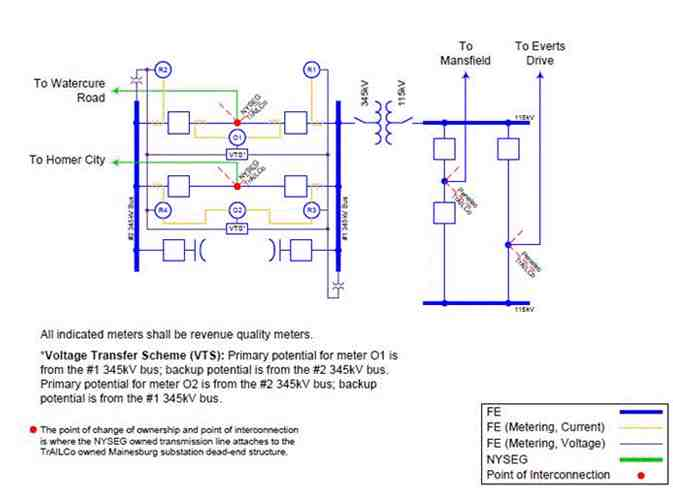 To
Mansfield
To Everts
Drive
R2
R1
To Watercure
Road
NYSEG
TrAILCo
345kV
115kV
115kV
O1
VTS*
To Homer City
NYSEG
TrAILCo
Penelec
TrAILCo
R4
O2
R3
VTS*
#2 345kV Bus
#1 345kV Bus
Penelec
TrAILCo
115kV
All indicated meters shall be revenue quality meters.
*Voltage Transfer Scheme (VTS): Primary potential for meter O1 is
from the #1 345kV bus; backup potential is from the #2 345kV bus.
Primary potential for meter O2 is from the #2 345kV bus; backup
potential is from the #1 345kV bus.
The point of change of ownership and point of interconnection
is where the NYSEG owned transmission line attaches to the
TrAILCo owned Mainesburg substation dead-end structure.
FE
FE (Metering, Current)
FE (Metering, Voltage)
NYSEG
Point of Interconnection